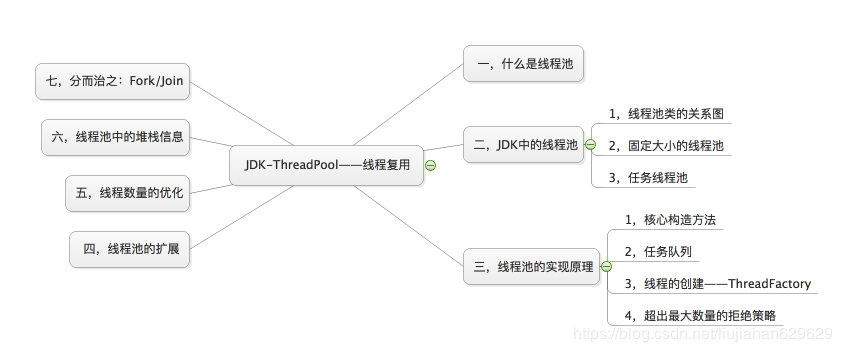 JDK-ThreadPool——线程复用
一，什么是线程池
二，JDK中的线程池
1，线程池类的关系图
2，固定大小的线程池
3，任务线程池
三，线程池的实现原理
1，核心构造方法
2，任务队列
3，线程的创建——ThreadFactory
4，超出最大数量的拒绝策略
四，线程池的扩展
五，线程数量的优化
六，线程池中的堆栈信息
七，分而治之：Fork/Join
https://blog.csdn.net/liujiahan629629